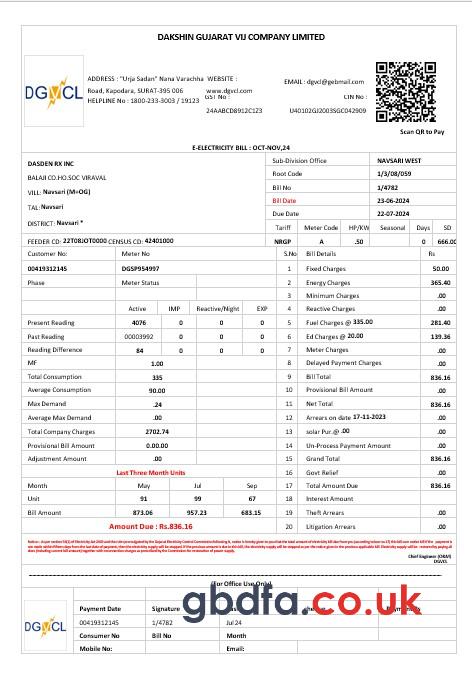 DAKSHIN GUJARAT VIJ COMPANY LIMITED
DGVCL
ADDRESS : "Urja Sadan" Nana Varachha
Road, Kapodara, SURAT-395 006
HELPLINE No : 1800-233-3003 / 19123
WEBSITE :
www.dgvcl.com
GST No :
24AABCD8912C1Z3
EMAIL : dgvcl@gebmail.com
CIN No :
U40102GJ2003SGC042909
Scan QR to Pay
E-ELECTRICITY BILL : OCT-NOV,24
DASDEN RX INC
BALAJI CO.HO.SOC VIRAVAL
VILL: Navsari (M+OG)
TAL: Navsari
DISTRICT: Navsari *
Sub-Division Office NAVSARI WEST
Root Code 1/3/08/059
Bill No 1/4782
Bill Date 23-06-2024
Due Date 22-07-2024
Tariff Meter Code HP/KW Seasonal Days SD
FEEDER CD: 22T08JOT0000 CENSUS CD: 42401000 NRGP A .50 0 666.00
Customer No: Meter No S.No Bill Details Rs
00419312145 DGSP954997 1 Fixed Charges 50.00
Phase Meter Status 2 Energy Charges 365.40
3 Minimum Charges .00
Active IMP Reactive/Night EXP 4 Reactive Charges .00
Present Reading 4076 0 0 0 5 Fuel Charges @ 335.00 281.40
Past Reading 00003992 0 0 0 6 Ed Charges @ 20.00 139.36
Reading Difference 84 0 0 0 7 Meter Charges .00
MF 1.00 8 Delayed Payment Charges .00
Total Consumption 335 9 Bill Total 836.16
Average Consumption 90.00 10 Provisional Bill Amount .00
Max Demand .24 11 Net Total 836.16
Average Max Demand .00 12 Arrears on date 17-11-2023 .00
Total Company Charges 2702.74 13 solar Pur.@ .00 .00
Provisional Bill Amount 0.00.00 14 Un-Process Payment Amount .00
Adjustment Amount .00 15 Grand Total 836.16
Last Three Month Units 16 Govt Relief .00
Month May Jul Sep 17 Total Amount Due 836.16
Unit 91 99 67 18 Interest Amount
Bill Amount 873.06 957.23 683.15 19 Theft Arrears .00
Amount Due : Rs.836.16 20 Litigation Arrears .00
Chief Engineer (O&M)
DGVCL
(For Office Use Only)
gbdfa.co.uk
DGVCL
Payment Date Signature
00419312145 1/4782 Jul 24
Consumer No Bill No Month
Mobile No: Email: